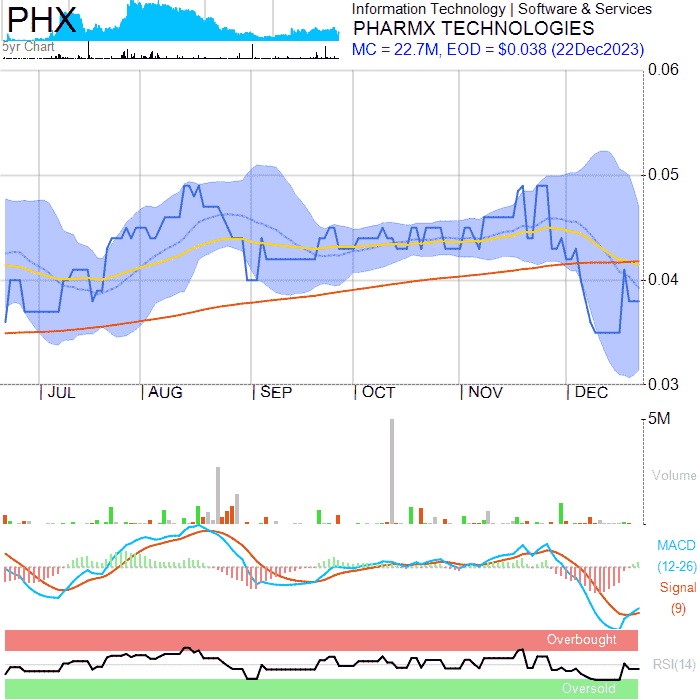 PHX
5yr Chart
Information Technology | Software & Services
PHARMX TECHNOLOGIES
MC = 22.7M, EOD = $0.038 (22Dec2023)
0.06
0.05
0.04
0.03
| JUL | AUG | SEP | OCT | NOV | DEC
5M
Volume
MACD
(12-26)
Signal
(9)
Overbought
RSI(14)
Oversold